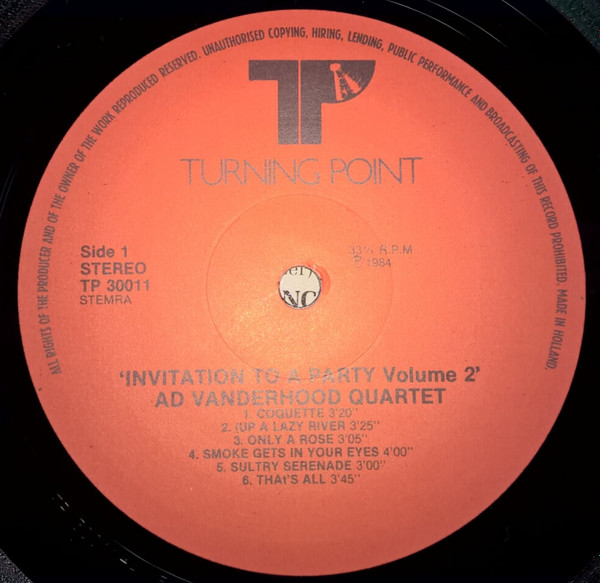 ALL RIGHTS OF THE PRODUCER AND OF THE OWNER OF THE WORK REPRODUCED RESERVED. UNAUTHORISED COPYING, HIRING, LENDING, PUBLIC PERFORMANCE AND BROADCASTING OF THIS RECORD PROHIBITED. MADE IN HOLLAND.
TP
TURNING POINT
Side 1
STEREO
TP 30011
STEMRA
33⅓ R.P.M
℗ 1984
'INVITATION TO A PARTY Volume 2'
AD VANDERHOOD QUARTET
1. COQUETTE 3'20"
2. (UP A LAZY RIVER 3'25"
3. ONLY A ROSE 3'05"
4. SMOKE GETS IN YOUR EYES 4'00"
5. SULTRY SERENADE 3'00"
6. THAt'S ALL 3'45"